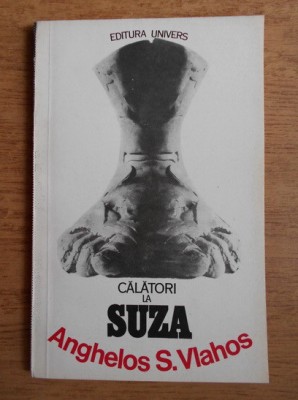 EDITURA UNIVERS
CĂLĂTORI
LA
SUZA
Anghelos S. Vlahos